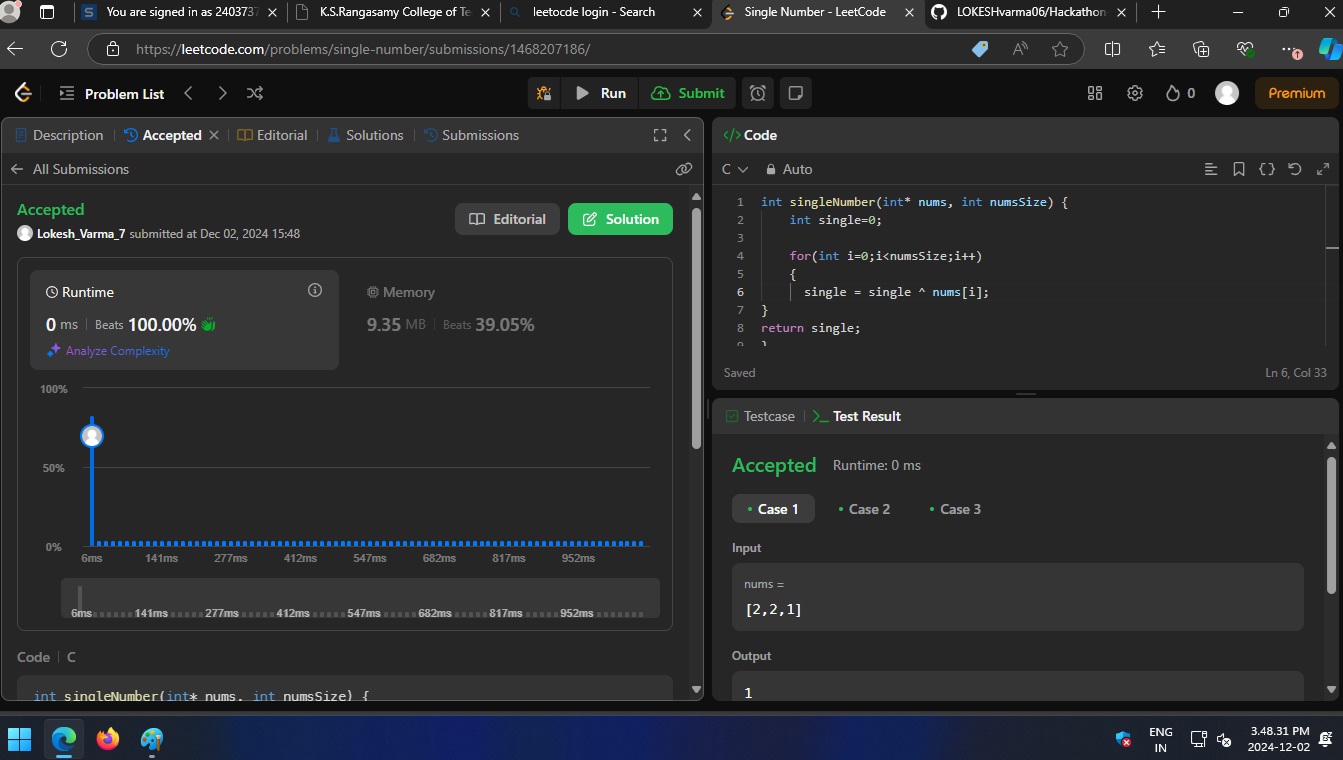 You are signed in as 2403737
K.S.Rangasamy College of Te
leetocde login - Search
Single Number - LeetCode
LOKESHvarma06/Hackathon
https://leetcode.com/problems/single-number/submissions/1468207186/
Problem List
Run
Submit
0
Premium
Description
Accepted
Editorial
Solutions
Submissions
All Submissions
Accepted
Lokesh_Varma_7 submitted at Dec 02, 2024 15:48
Editorial
Solution
Runtime
0 ms | Beats 100.00%
Analyze Complexity
Memory
9.35 MB | Beats 39.05%
100%
50%
0%
6ms 141ms 277ms 412ms 547ms 682ms 817ms 952ms
6ms 141ms 277ms 412ms 547ms 682ms 817ms 952ms
Code | C
int singleNumber(int* nums, int numsSize) {
</> Code
C
Auto
1 int singleNumber(int* nums, int numsSize) {
2 int single=0;
3
4 for(int i=0;i<numsSize;i++)
5 {
6 single = single ^ nums[i];
7 }
8 return single;
9 }
Saved
Ln 6, Col 33
Testcase
Test Result
Accepted
Runtime: 0 ms
Case 1
Case 2
Case 3
Input
nums =
[2,2,1]
Output
1
ENG
IN
3.48.31 PM
2024-12-02